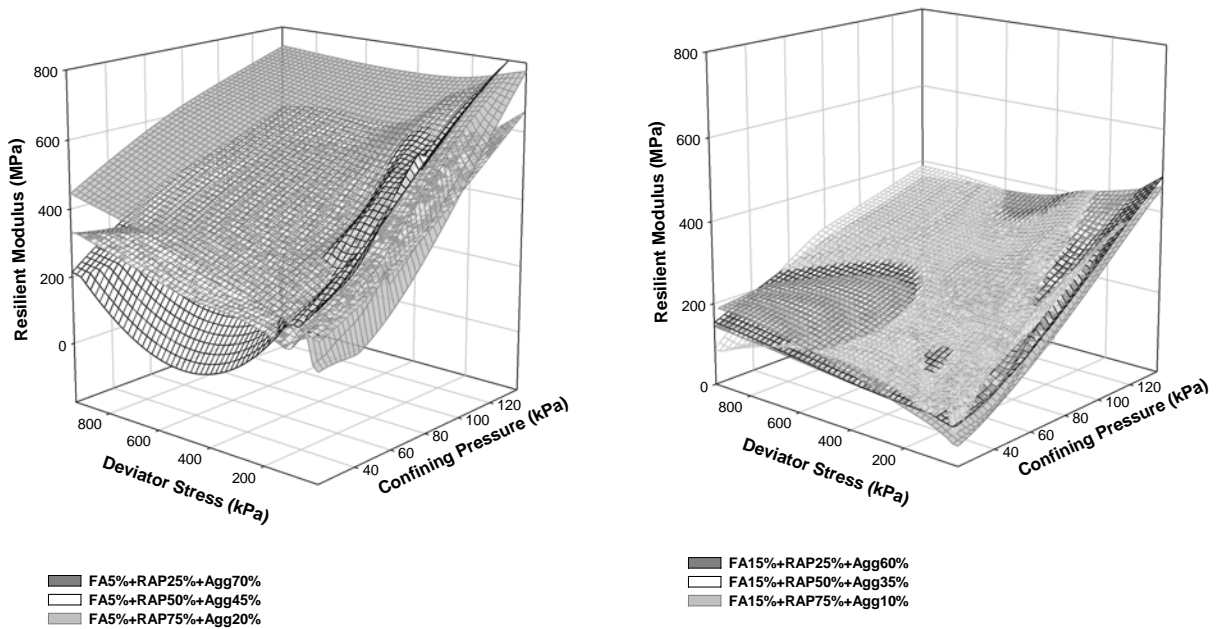 Resilient Modulus (MPa)
800
600
400
200
0
800
600
400
200
Deviator Stress (kPa)
40
60
80
100
120
Confining Pressure (kPa)
FA5%+RAP25%+Agg70%
FA5%+RAP50%+Agg45%
FA5%+RAP75%+Agg20%
Resilient Modulus (MPa)
800
600
400
200
0
800
600
400
200
Deviator Stress (kPa)
40
60
80
100
120
Confining Pressure (kPa)
FA15%+RAP25%+Agg60%
FA15%+RAP50%+Agg35%
FA15%+RAP75%+Agg10%